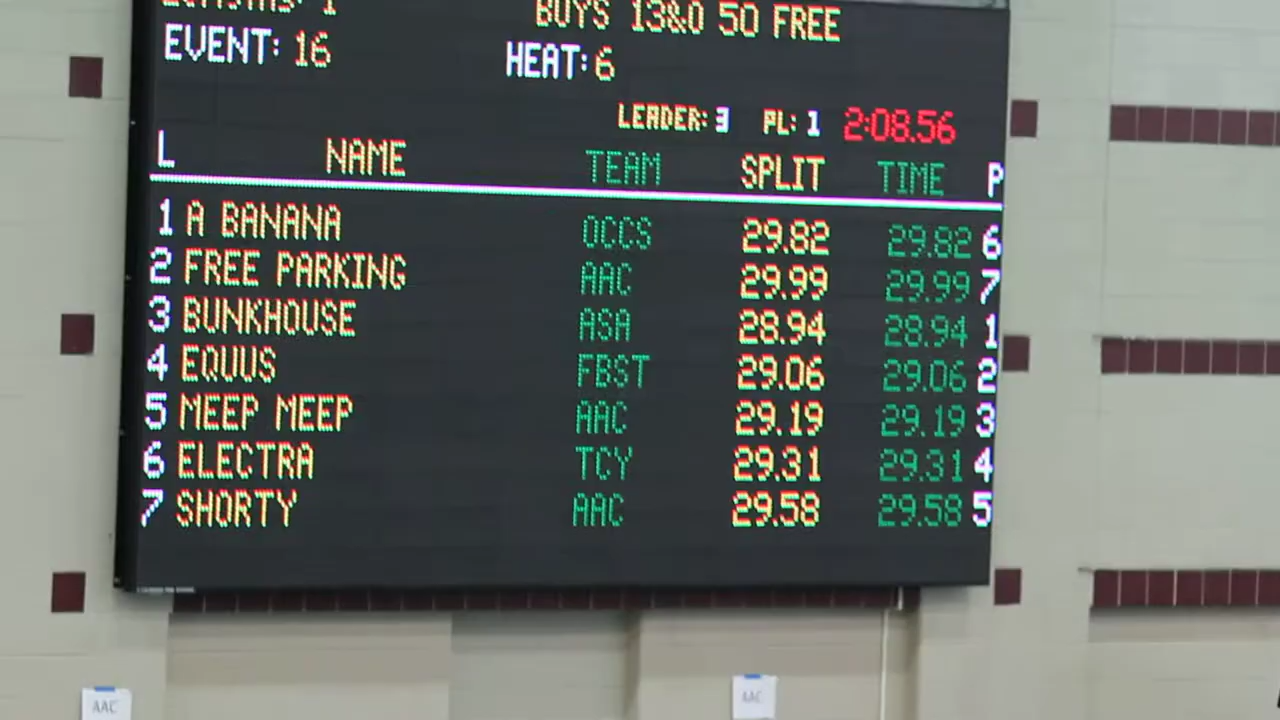 BOYS 13&O 50 FREE
EVENT: 16 HEAT: 6
LEADER: 3 PL: 1 2:08.56
L NAME TEAM SPLIT TIME P
1 A BANANA OCCS 29.82 29.82 6
2 FREE PARKING AAC 29.99 29.99 7
3 BUNKHOUSE ASA 28.94 28.94 1
4 EQUUS FBST 29.06 29.06 2
5 MEEP MEEP AAC 29.19 29.19 3
6 ELECTRA TCY 29.31 29.31 4
7 SHORTY AAC 29.58 29.58 5
AAC
AAC